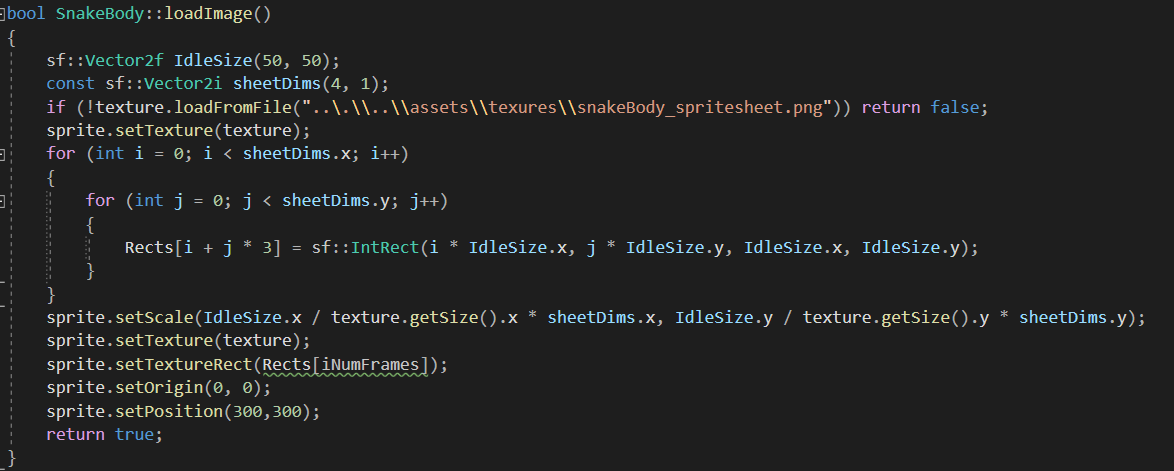 bool SnakeBody::loadImage()
{
sf::Vector2f IdleSize(50, 50);
const sf::Vector2i sheetDims(4, 1);
if (!texture.loadFromFile("..\.\\..\\assets\\texures\\snakeBody_spritesheet.png")) return false;
sprite.setTexture(texture);
for (int i = 0; i < sheetDims.x; i++)
{
for (int j = 0; j < sheetDims.y; j++)
{
Rects[i + j * 3] = sf::IntRect(i * IdleSize.x, j * IdleSize.y, IdleSize.x, IdleSize.y);
}
}
sprite.setScale(IdleSize.x / texture.getSize().x * sheetDims.x, IdleSize.y / texture.getSize().y * sheetDims.y);
sprite.setTexture(texture);
sprite.setTextureRect(Rects[iNumFrames]);
sprite.setOrigin(0, 0);
sprite.setPosition(300,300);
return true;
}